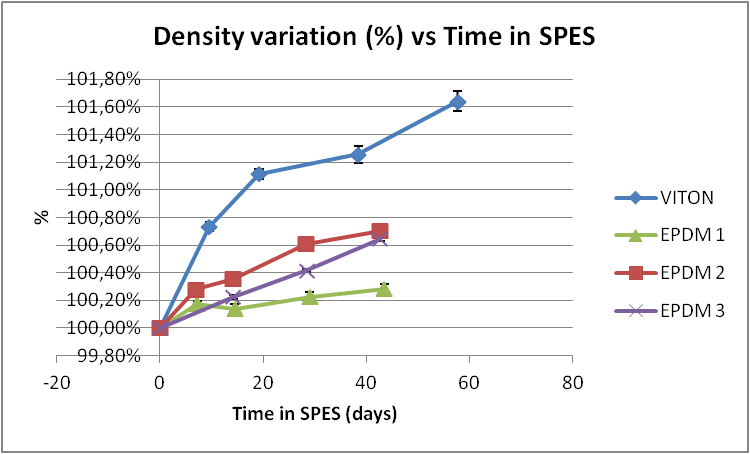 Density variation (%) vs Time in SPES
101,80%
101,60%
101,40%
101,20%
101,00%
100,80%
100,60%
100,40%
100,20%
100,00%
99,80%
%
-20 0 20 40 60 80
Time in SPES (days)
VITON
EPDM 1
EPDM 2
EPDM 3